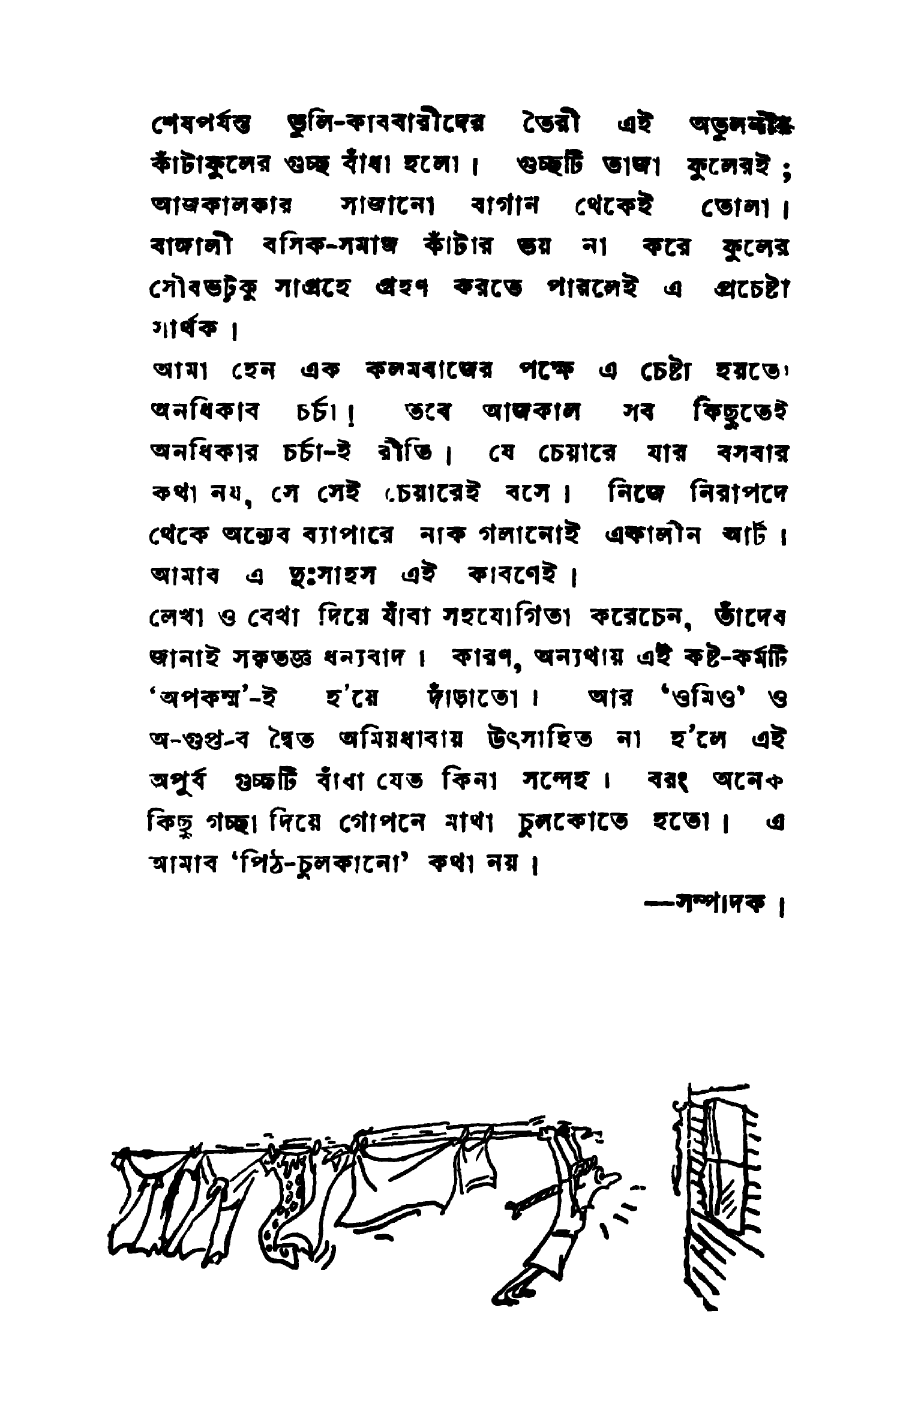 শেষপর্যন্ত তুলি-কারবারীদের তৈরী এই অতুলনীয়
কাঁটাফুলের গুচ্ছ বাঁধা হলো। গুচ্ছটি তাজা ফুলেরই ;
আজকালকার সাজানো বাগান থেকেই তোলা।
বাঙ্গালী রসিক-সমাজ কাঁটার ভয় না করে ফুলের
সৌরভটুকু সাগ্রহে গ্রহণ করতে পারলেই এ প্রচেষ্টা
সার্থক।
আমা হেন এক কলমবাজের পক্ষে এ চেষ্টা হয়তো
অনধিকার চর্চা! তবে আজকাল সব কিছুতেই
অনধিকার চর্চা-ই রীতি। যে চেয়ারে যার বসবার
কথা নয়, সে সেই চেয়ারেই বসে। নিজে নিরাপদে
থেকে অন্যের ব্যাপারে নাক গলানোই একালীন আর্ট।
আমার এ দুঃসাহস এই কারণেই।
লেখা ও রেখা দিয়ে যাঁরা সহযোগিতা করেচেন, তাঁদের
জানাই সকৃতজ্ঞ ধন্যবাদ। কারণ, অন্যথায় এই কষ্ট-কর্মটি
‘অপকম্ম’-ই হ’য়ে দাঁড়াতো। আর ‘ওমিও’ ও
অ-গুপ্ত-র দ্বৈত অমিয়ধারায় উৎসাহিত না হ’লে এই
অপূর্ব গুচ্ছটি বাঁধা যেত কিনা সন্দেহ। বরং অনেক
কিছু গচ্ছা দিয়ে গোপনে মাথা চুলকোতে হতো। এ
আমার ‘পিঠ-চুলকানো’ কথা নয়।
—সম্পাদক।